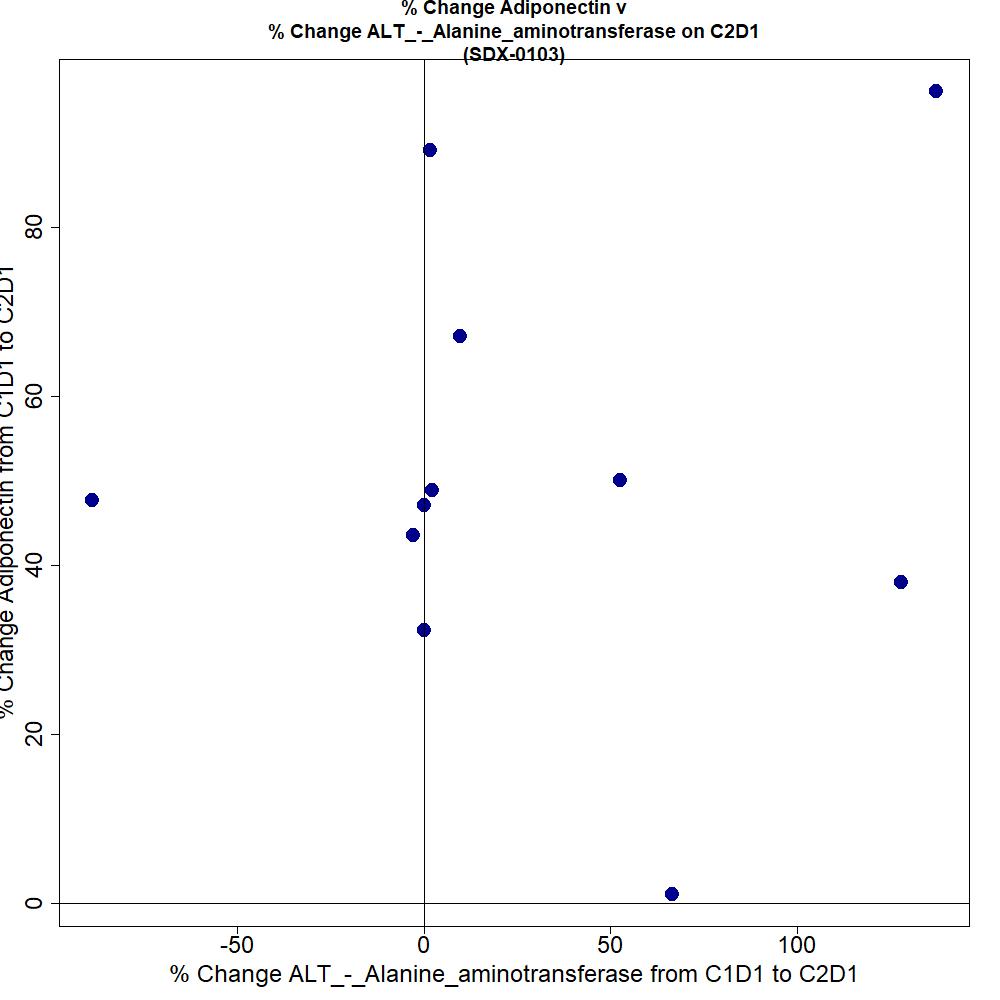 % Change Adiponectin v
% Change ALT_-_Alanine_aminotransferase on C2D1
(SDX-0103)
% Change Adiponectin from C1D1 to C2D1
80
60
40
20
0
-50
0
50
100
% Change ALT_-_Alanine_aminotransferase from C1D1 to C2D1